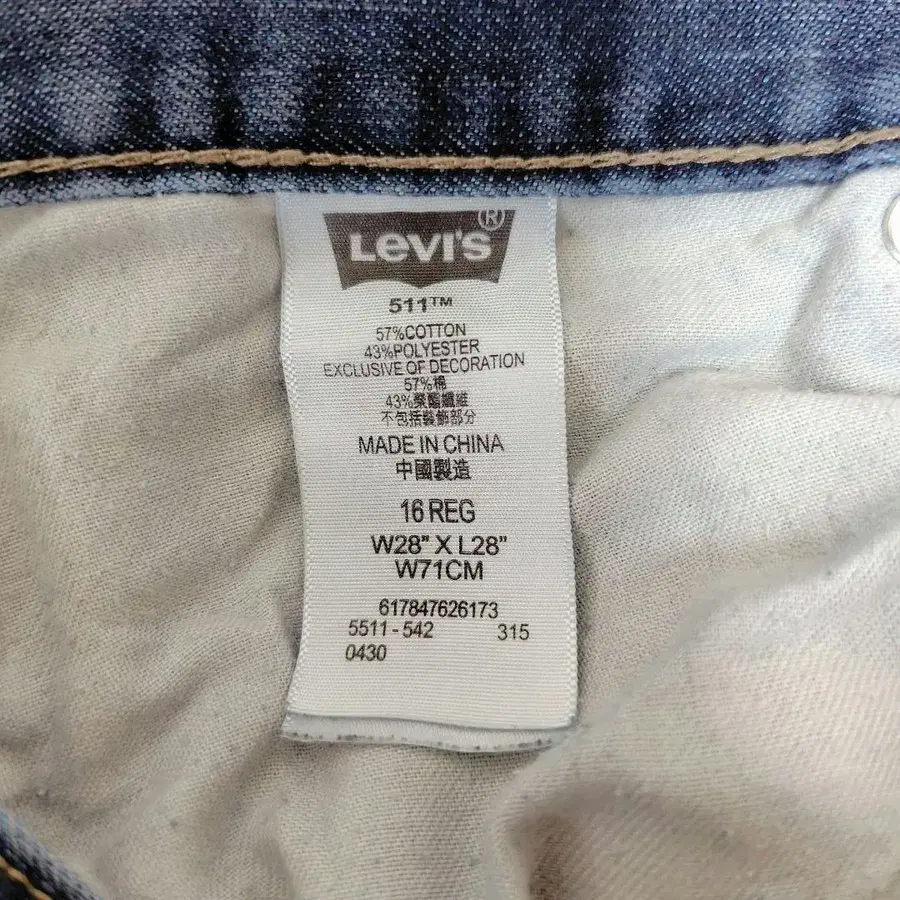 LEVI'S®
511™
57%COTTON
43%POLYESTER
EXCLUSIVE OF DECORATION
57%棉
43%聚酯纖維
不包括裝飾部分
MADE IN CHINA
中國製造
16 REG
W28" X L28"
W71CM
617847626173
5511-542 315
0430